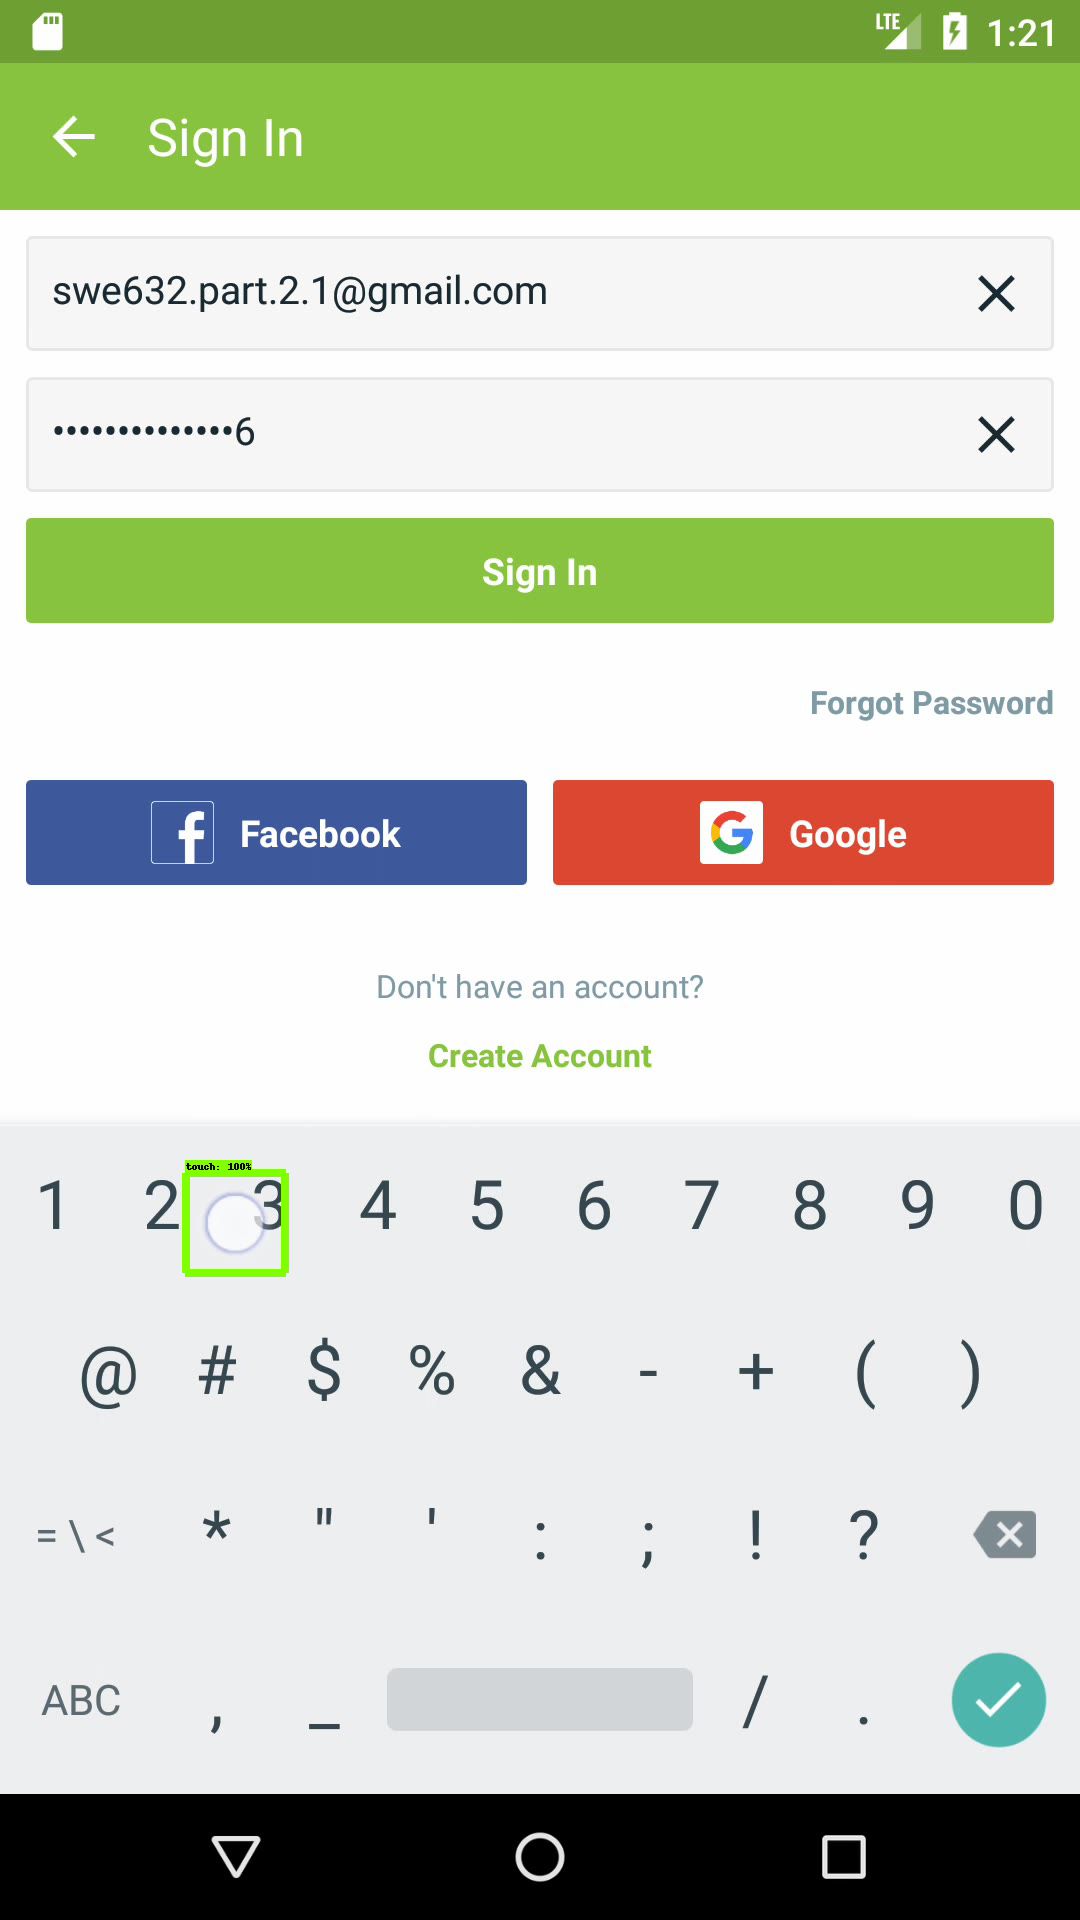 LTE 1:21
Sign In
swe632.part.2.1@gmail.com
••••••••••••••6
Sign In
Forgot Password
Facebook Google
Don't have an account?
Create Account
touch: 100%
1 2 3 4 5 6 7 8 9 0
@ # $ % & - + ( )
= \ < * " ' : ; ! ?
ABC , _ / .